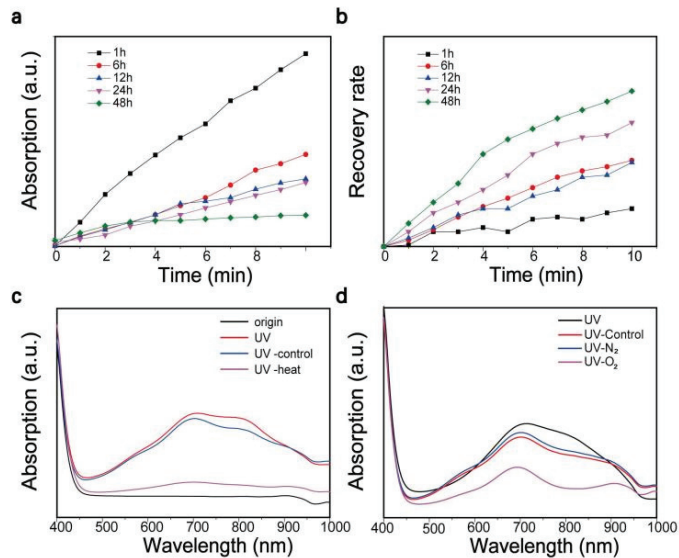 a
Absorption (a.u.)
1h
6h
12h
24h
48h
0 2 4 6 8
Time (min)
b
Recovery rate
1h
6h
12h
24h
48h
0 2 4 6 8 10
Time (min)
c
Absorption (a.u.)
origin
UV
UV -control
UV -heat
400 500 600 700 800 900 1000
Wavelength (nm)
d
Absorption (a.u.)
UV
UV-Control
UV-N₂
UV-O₂
400 500 600 700 800 900 1000
Wavelength (nm)